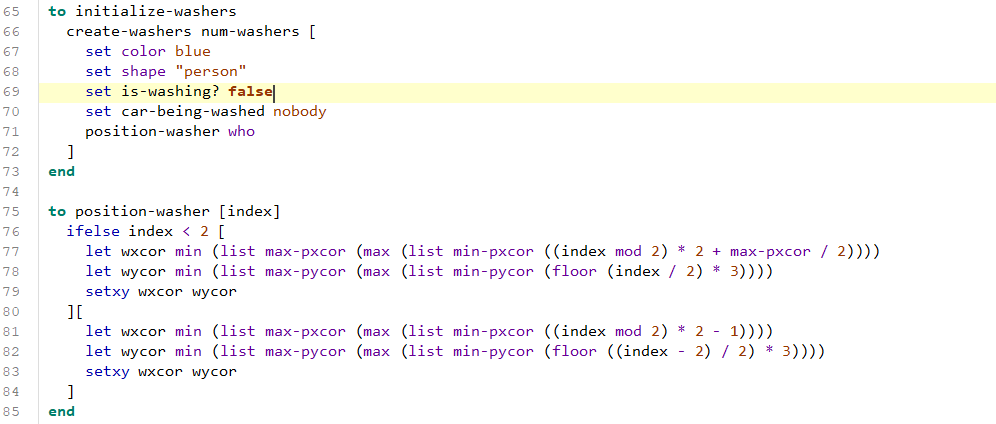 65 to initialize-washers
66   create-washers num-washers [
67     set color blue
68     set shape "person"
69     set is-washing? false
70     set car-being-washed nobody
71     position-washer who
72   ]
73 end
74
75 to position-washer [index]
76   ifelse index < 2 [
77     let wxcor min (list max-pxcor (max (list min-pxcor ((index mod 2) * 2 + max-pxcor / 2))))
78     let wycor min (list max-pycor (max (list min-pycor (floor (index / 2) * 3))))
79     setxy wxcor wycor
80   ][
81     let wxcor min (list max-pxcor (max (list min-pxcor ((index mod 2) * 2 - 1))))
82     let wycor min (list max-pycor (max (list min-pycor (floor ((index - 2) / 2) * 3))))
83     setxy wxcor wycor
84   ]
85 end